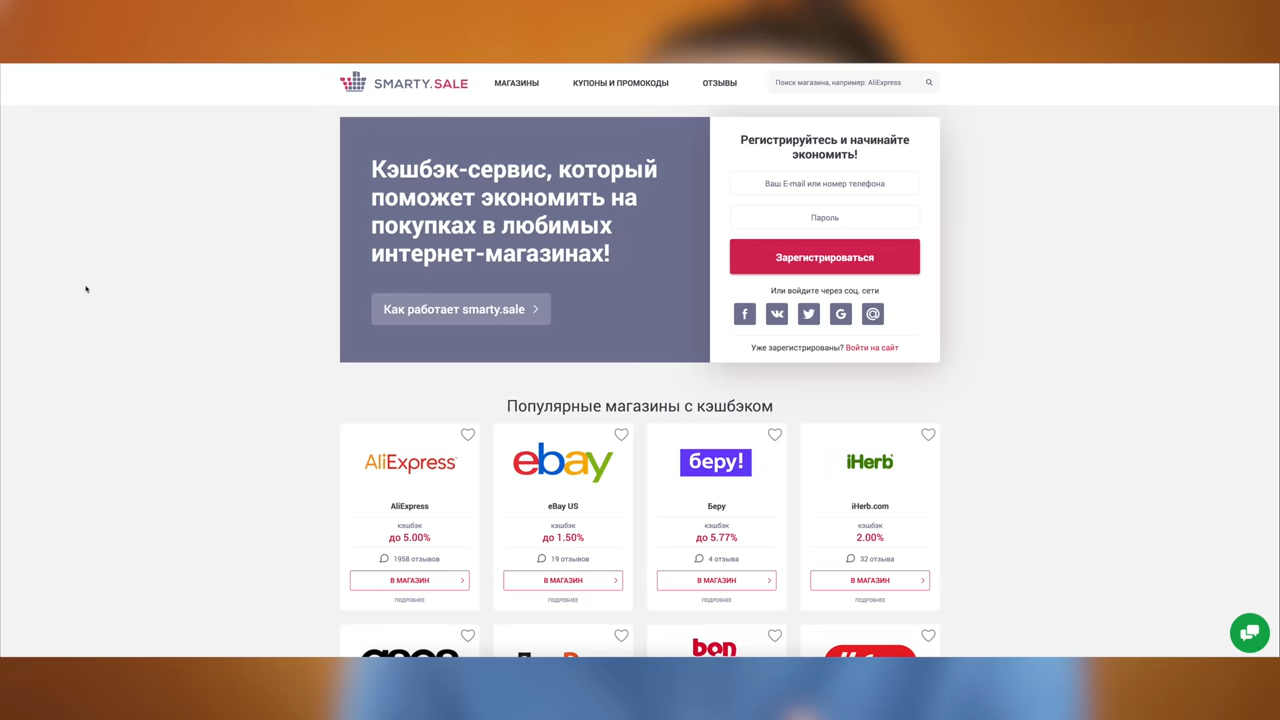 SMARTY.SALE
МАГАЗИНЫ
КУПОНЫ И ПРОМОКОДЫ
ОТЗЫВЫ
Поиск магазина, например: AliExpress
Кэшбэк-сервис, который
поможет экономить на
покупках в любимых
интернет-магазинах!
Как работает smarty.sale
Регистрируйтесь и начинайте
экономить!
Ваш E-mail или номер телефона
Пароль
Зарегистрироваться
Или войдите через соц. сети
Уже зарегистрированы? Войти на сайт
Популярные магазины с кэшбэком
AliExpress
AliExpress
кэшбэк
до 5.00%
1958 отзывов
В МАГАЗИН
ПОДРОБНЕЕ
ebay
eBay US
кэшбэк
до 1.50%
19 отзывов
В МАГАЗИН
ПОДРОБНЕЕ
беру!
Беру
кэшбэк
до 5.77%
4 отзыва
В МАГАЗИН
ПОДРОБНЕЕ
iHerb
iHerb.com
кэшбэк
2.00%
32 отзыва
В МАГАЗИН
ПОДРОБНЕЕ
bon